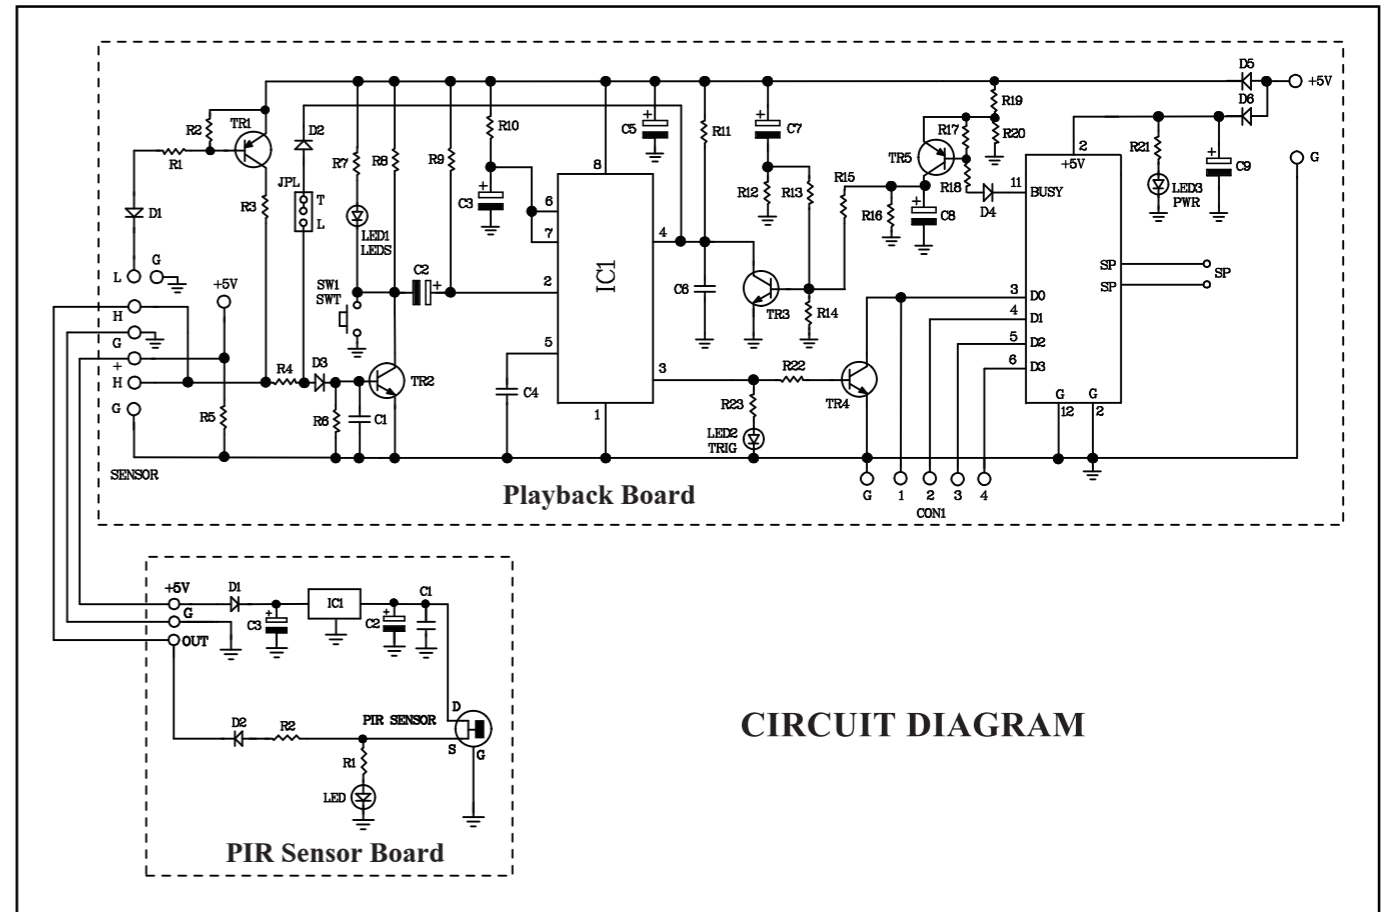 D5
+5V
D6
R2
TR1
D2
R1
R7
R8
R9
R10
C5
R11
C7
R19
R17
R20
TR5
R18
R21
C9
G
2
+5V
8
JPL
T
L
R3
C3
6
7
R12
R13
R15
R16
C8
D4
11
BUSY
LED3
PWR
D1
LED1
LEDS
4
L
G
+5V
SW1
SWT
C2
2
IC1
C6
TR3
R14
SP
SP
SP
H
3
D0
4
D1
G
5
D2
+
5
6
D3
H
R4
D3
TR2
3
R22
TR4
G
R5
R6
C1
C4
1
R23
LED2
TRIG
G
G
12
2
SENSOR
Playback Board
G
1
2
3
4
CON1
+5V
D1
C1
G
C3
IC1
C2
OUT
D
D2
R2
PIR SENSOR
S
G
R1
LED
CIRCUIT DIAGRAM
PIR Sensor Board